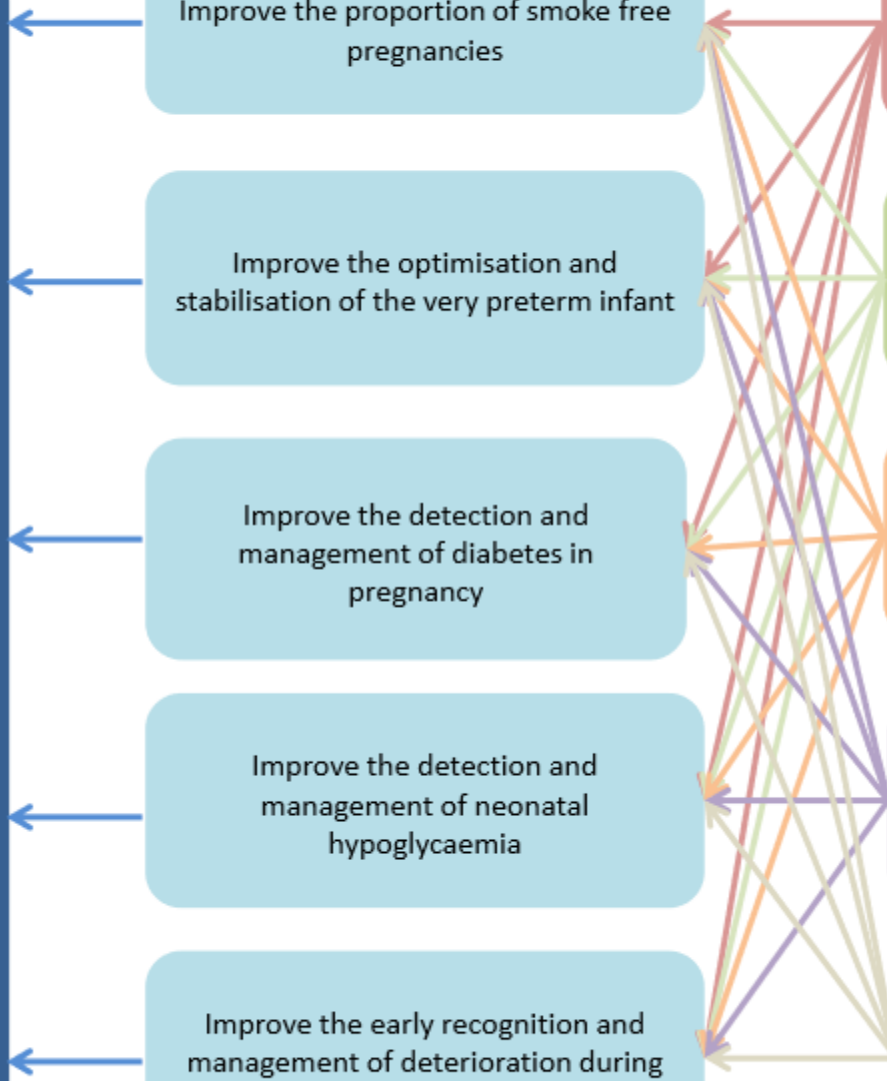 Improve the proportion of smoke free
pregnancies
Improve the optimisation and
stabilisation of the very preterm infant
Improve the detection and
management of diabetes in
pregnancy
Improve the detection and
management of neonatal
hypoglycaemia
Improve the early recognition and
management of deterioration during